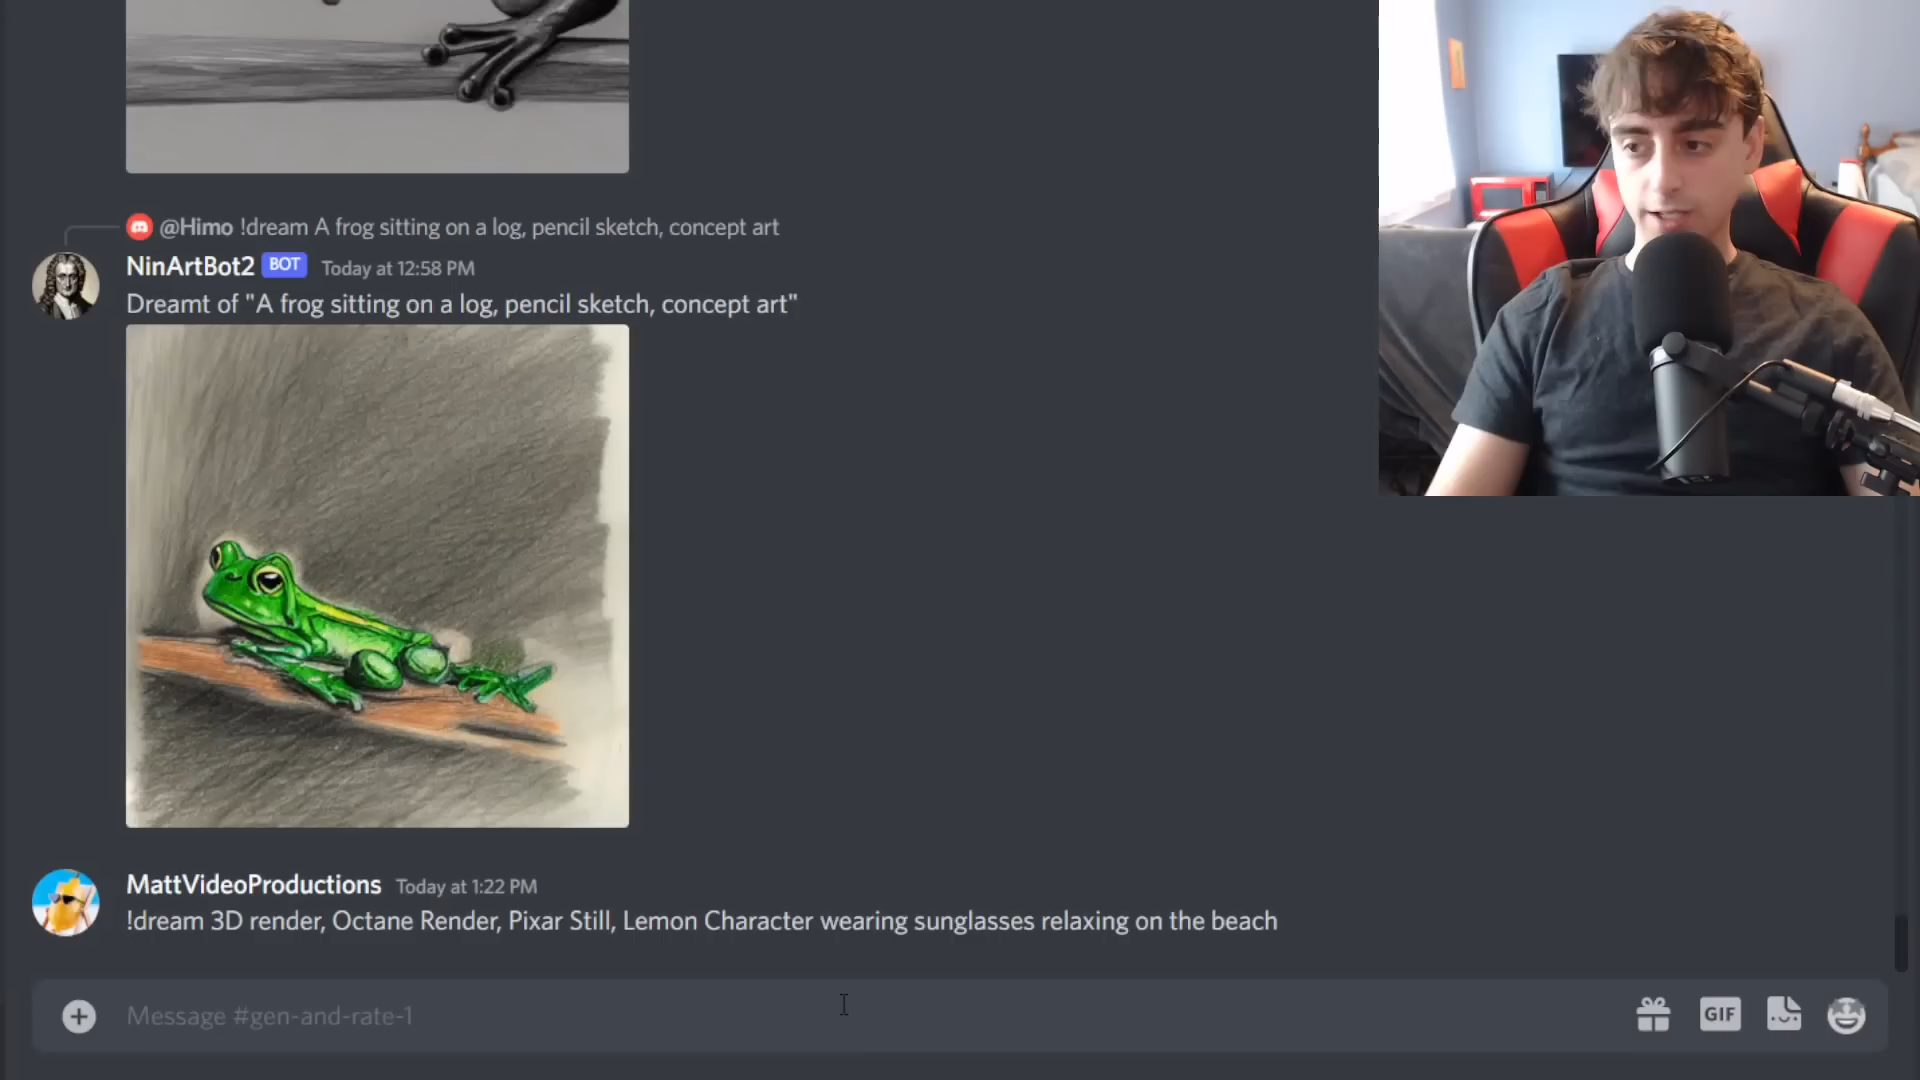 @Himo !dream A frog sitting on a log, pencil sketch, concept art
NinArtBot2 BOT Today at 12:58 PM
Dreamt of "A frog sitting on a log, pencil sketch, concept art"
MattVideoProductions Today at 1:22 PM
!dream 3D render, Octane Render, Pixar Still, Lemon Character wearing sunglasses relaxing on the beach
Message #gen-and-rate-1
GIF